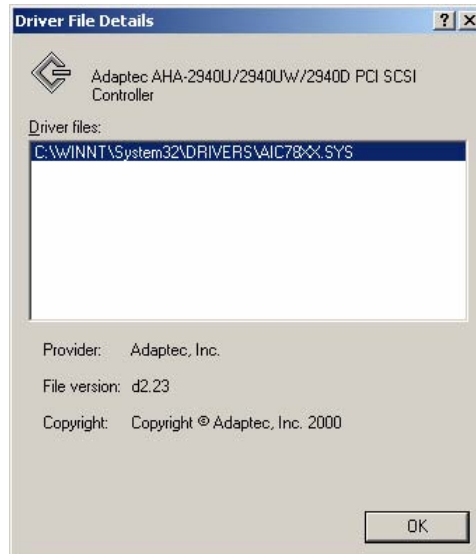 Driver File Details
Adaptec AHA-2940U/2940UW/2940D PCI SCSI
Controller
Driver files:
C:\WINNT\System32\DRIVERS\AIC78XX.SYS
Provider: Adaptec, Inc.
File version: d2.23
Copyright: Copyright © Adaptec, Inc. 2000
OK